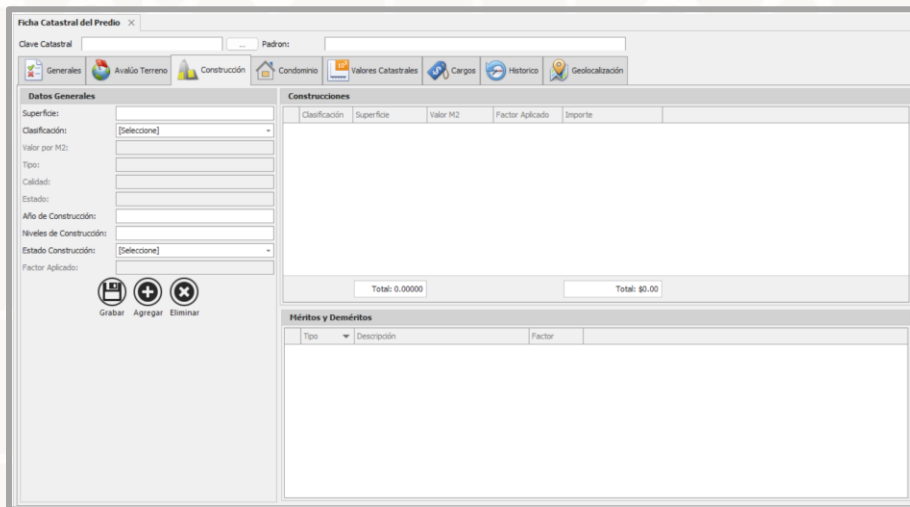 Ficha Catastral del Predio
Clave Catastral ... Padron:
Generales Avalúo Terreno Construcción Condominio Valores Catastrales Cargos Historico Geolocalización
Datos Generales
Superficie:
Clasificación: [Seleccione]
Valor por M2:
Tipo:
Calidad:
Estado:
Año de Construcción:
Niveles de Construcción:
Estado Construcción: [Seleccione]
Factor Aplicado:
Grabar Agregar Eliminar
Construcciones
Clasificación Superficie Valor M2 Factor Aplicado Importe
Total: 0.00000 Total: $0.00
Méritos y Deméritos
Tipo Descripción Factor